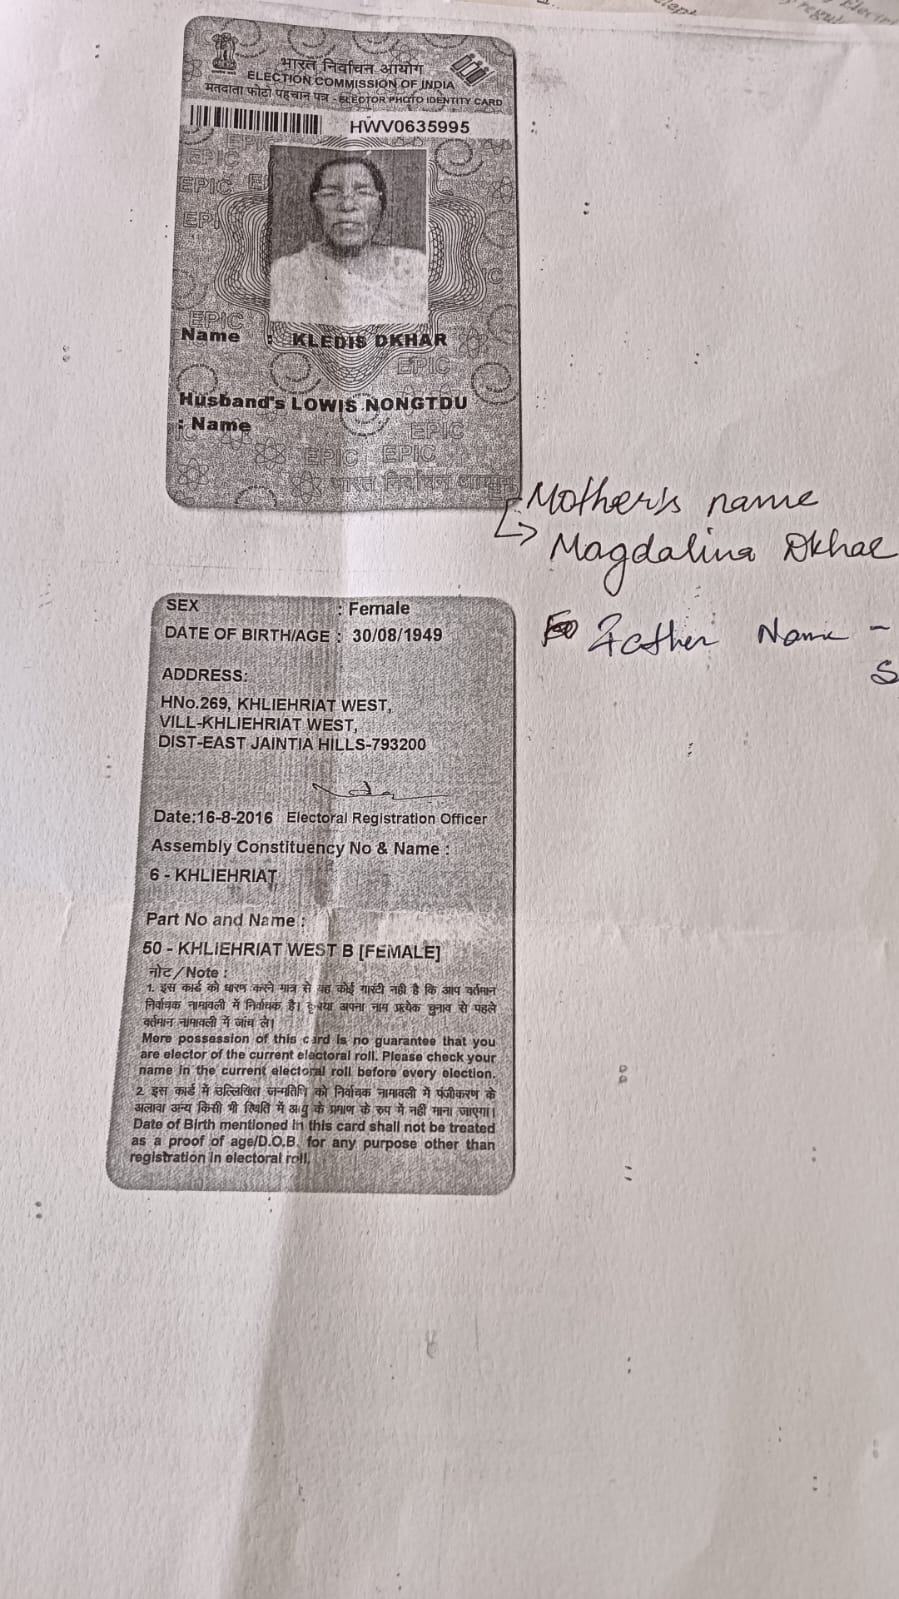 भारत निर्वाचन आयोग
ELECTION COMMISSION OF INDIA
मतदाता फोटो पहचान पत्र - ELECTOR PHOTO IDENTITY CARD
HWV0635995
Name : KLEDIS DKHAR
Husband's LOWIS NONGTDU
: Name
Mother's name
Magdalina Dkhar
SEX : Female
DATE OF BIRTH/AGE : 30/08/1949
Father Name -
S
ADDRESS:
HNo.269, KHLIEHRIAT WEST,
VILL-KHLIEHRIAT WEST,
DIST-EAST JAINTIA HILLS-793200
Date:16-8-2016 Electoral Registration Officer
Assembly Constituency No & Name :
6 - KHLIEHRIAT
Part No and Name :
50 - KHLIEHRIAT WEST B [FEMALE]
नोट/Note :
1. इस कार्ड को धारण करने मात्र से यह कोई गारंटी नही है कि आप वर्तमान
निर्वाचक नामावली में निर्वाचक है। कृपया अपना नाम प्रत्येक चुनाव से पहले
वर्तमान नामावली में जांच ले।
Mere possession of this card is no guarantee that you
are elector of the current electoral roll. Please check your
name in the current electoral roll before every election.
2. इस कार्ड में उल्लिखित जन्मतिथि को निर्वाचक नामावली में पंजीकरण के
अलावा अन्य किसी भी स्थिति में आयु के प्रमाण के रुप में नहीं माना जाएगा।
Date of Birth mentioned in this card shall not be treated
as a proof of age/D.O.B. for any purpose other than
registration in electoral roll.